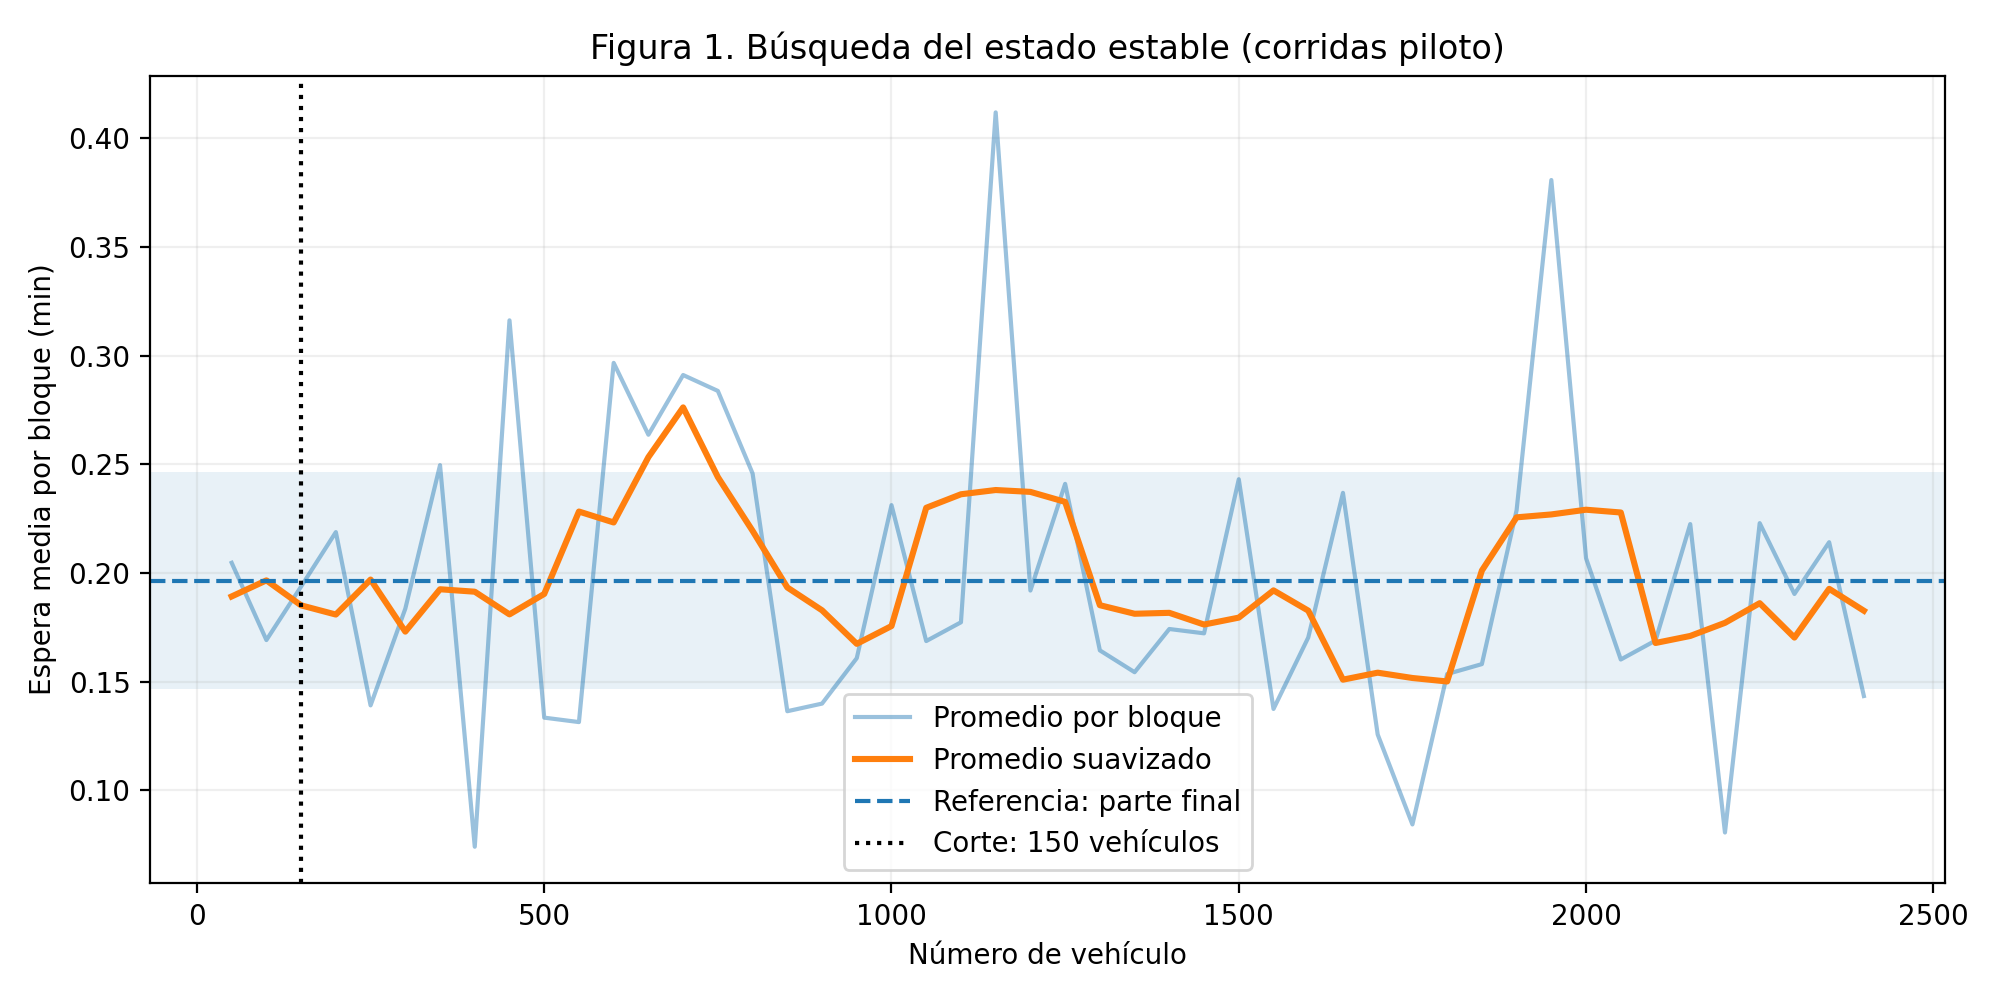 Figura 1. Búsqueda del estado estable (corridas piloto)
Espera media por bloque (min)
0.40
0.35
0.30
0.25
0.20
0.15
0.10
Promedio por bloque
Promedio suavizado
Referencia: parte final
Corte: 150 vehículos
0 500 1000 1500 2000 2500
Número de vehículo